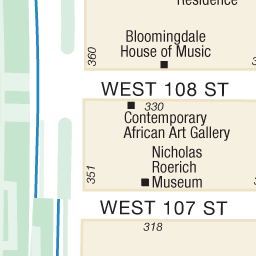 Residence
Bloomingdale
House of Music
360
WEST 108 ST
330
Contemporary
African Art Gallery
351
Nicholas
Roerich
Museum
WEST 107 ST
318